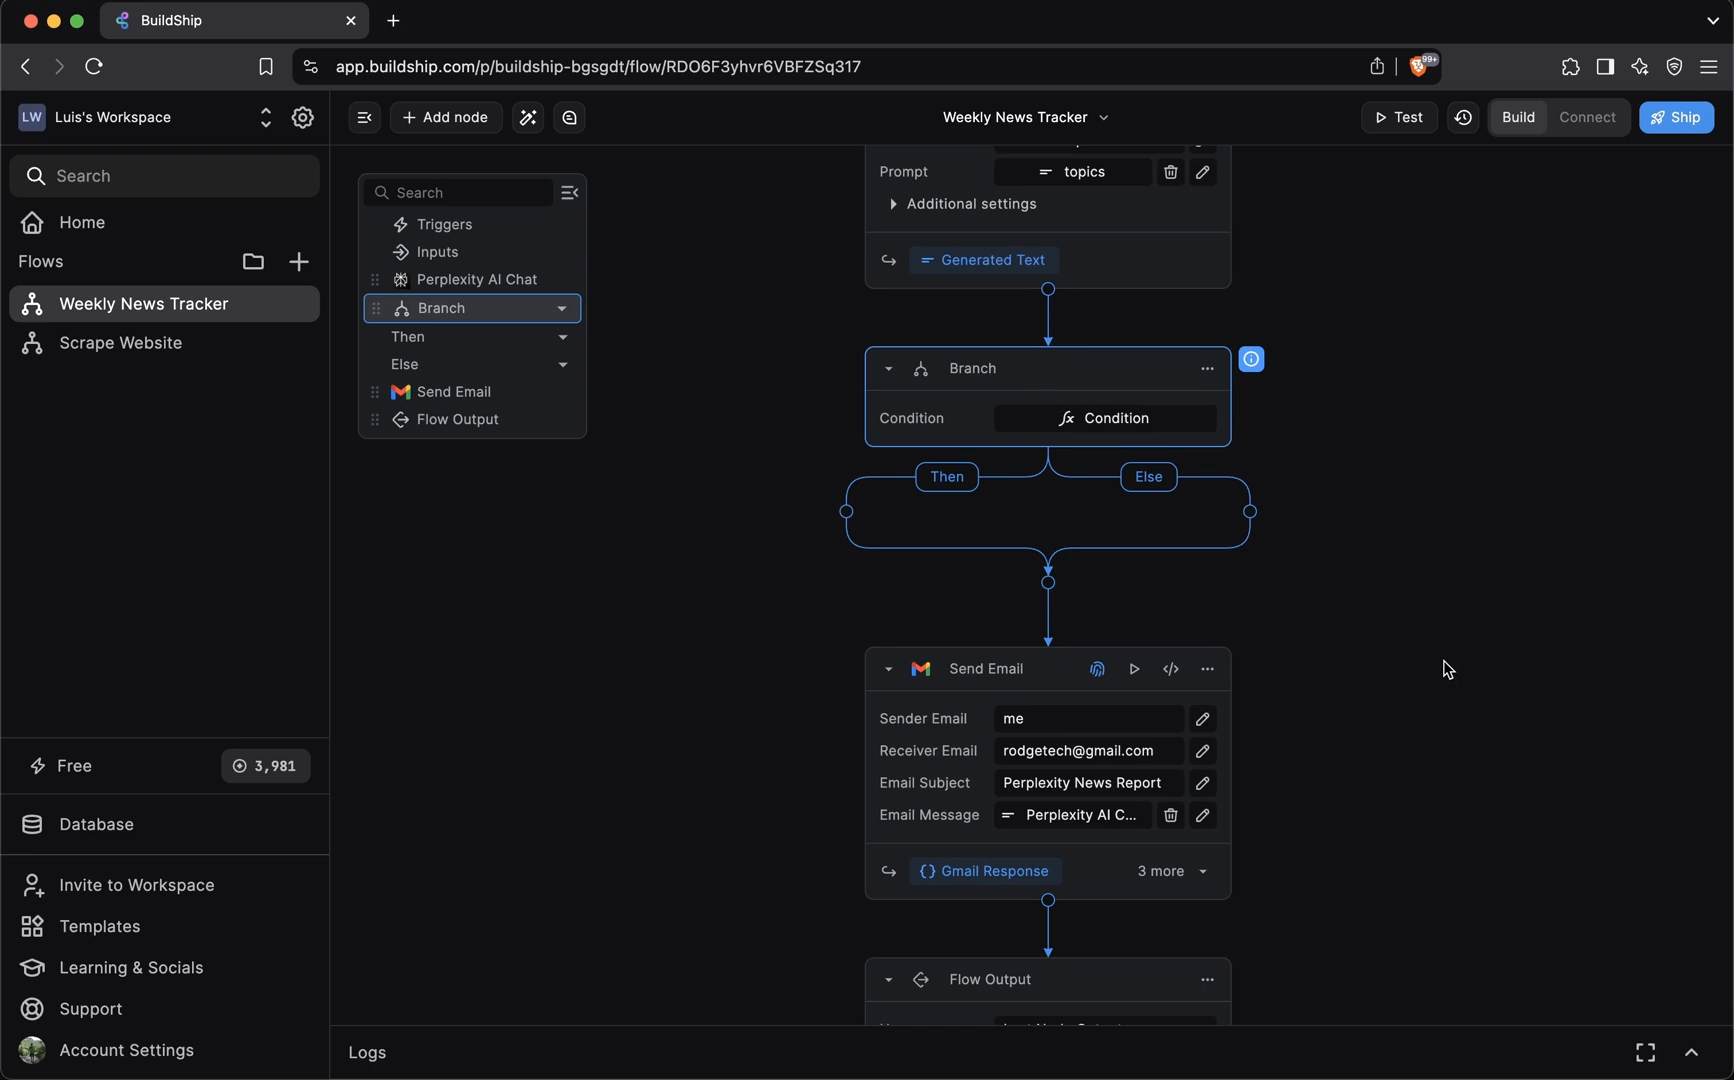 BuildShip
app.buildship.com/p/buildship-bgsgdt/flow/RDO6F3yhvr6VBFZSq317
99+
LW Luis's Workspace
Add node
Weekly News Tracker
Test
Build
Connect
Ship
Search
Home
Flows
Weekly News Tracker
Scrape Website
Free
3,981
Database
Invite to Workspace
Templates
Learning & Socials
Support
Account Settings
Search
Triggers
Inputs
Perplexity AI Chat
Branch
Then
Else
Send Email
Flow Output
Prompt
topics
Additional settings
Generated Text
Branch
Condition
Condition
Then
Else
Send Email
Sender Email
me
Receiver Email
rodgetech@gmail.com
Email Subject
Perplexity News Report
Email Message
Perplexity AI C...
{} Gmail Response
3 more
Flow Output
Logs